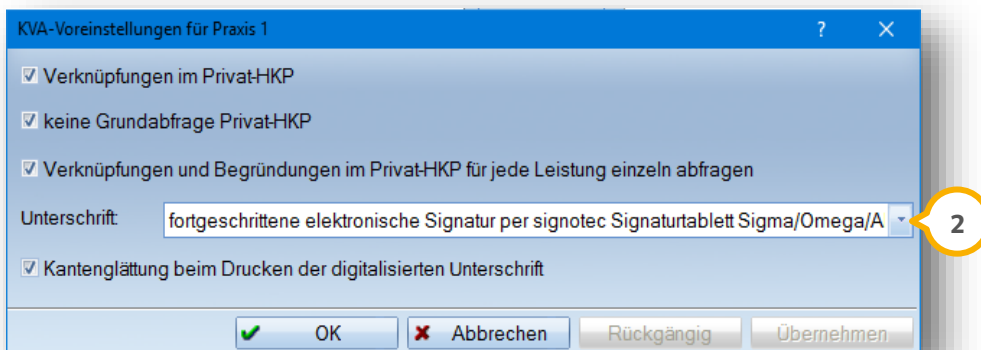 KVA-Voreinstellungen für Praxis 1
Verknüpfungen im Privat-HKP
keine Grundabfrage Privat-HKP
Verknüpfungen und Begründungen im Privat-HKP für jede Leistung einzeln abfragen
Unterschrift: fortgeschrittene elektronische Signatur per signotec Signaturtablett Sigma/Omega/A
2
Kantenglättung beim Drucken der digitalisierten Unterschrift
OK Abbrechen Rückgängig Übernehmen